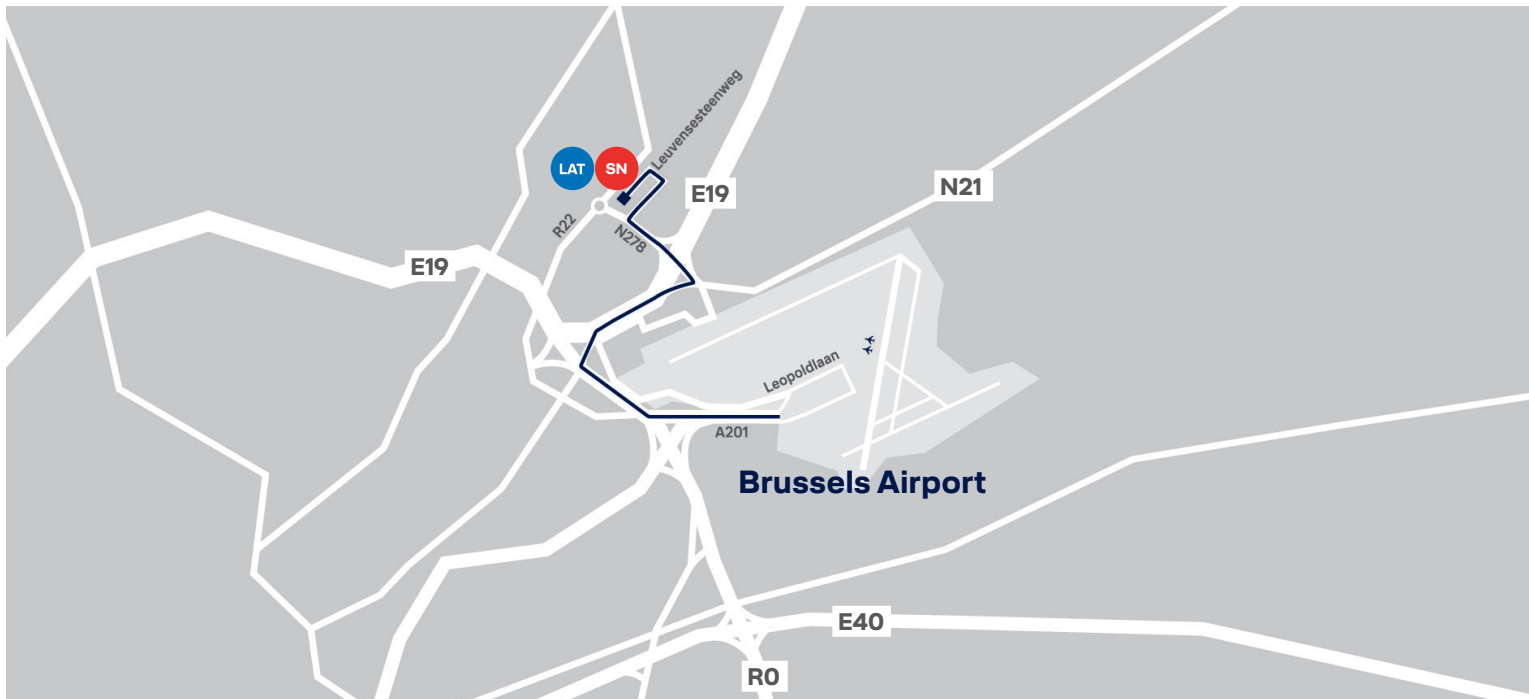 Leuvensesteenweg
LAT
SN
E19
N21
R22
N278
E19
Leopoldlaan
A201
Brussels Airport
E40
R0